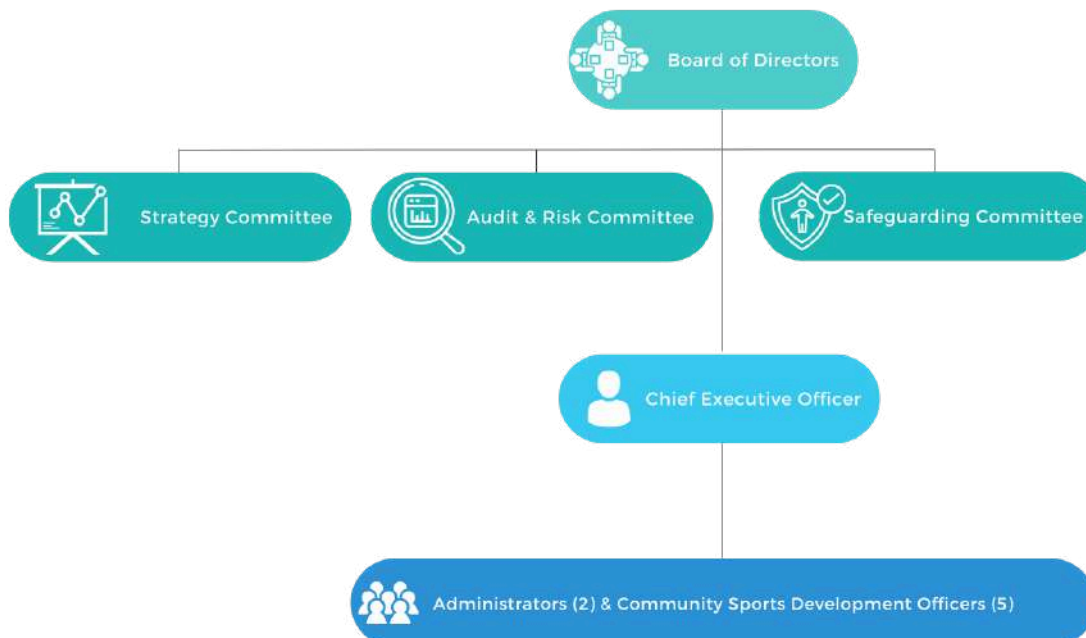 Board of Directors
Strategy Committee
Audit & Risk Committee
Safeguarding Committee
Chief Executive Officer
Administrators (2) & Community Sports Development Officers (5)